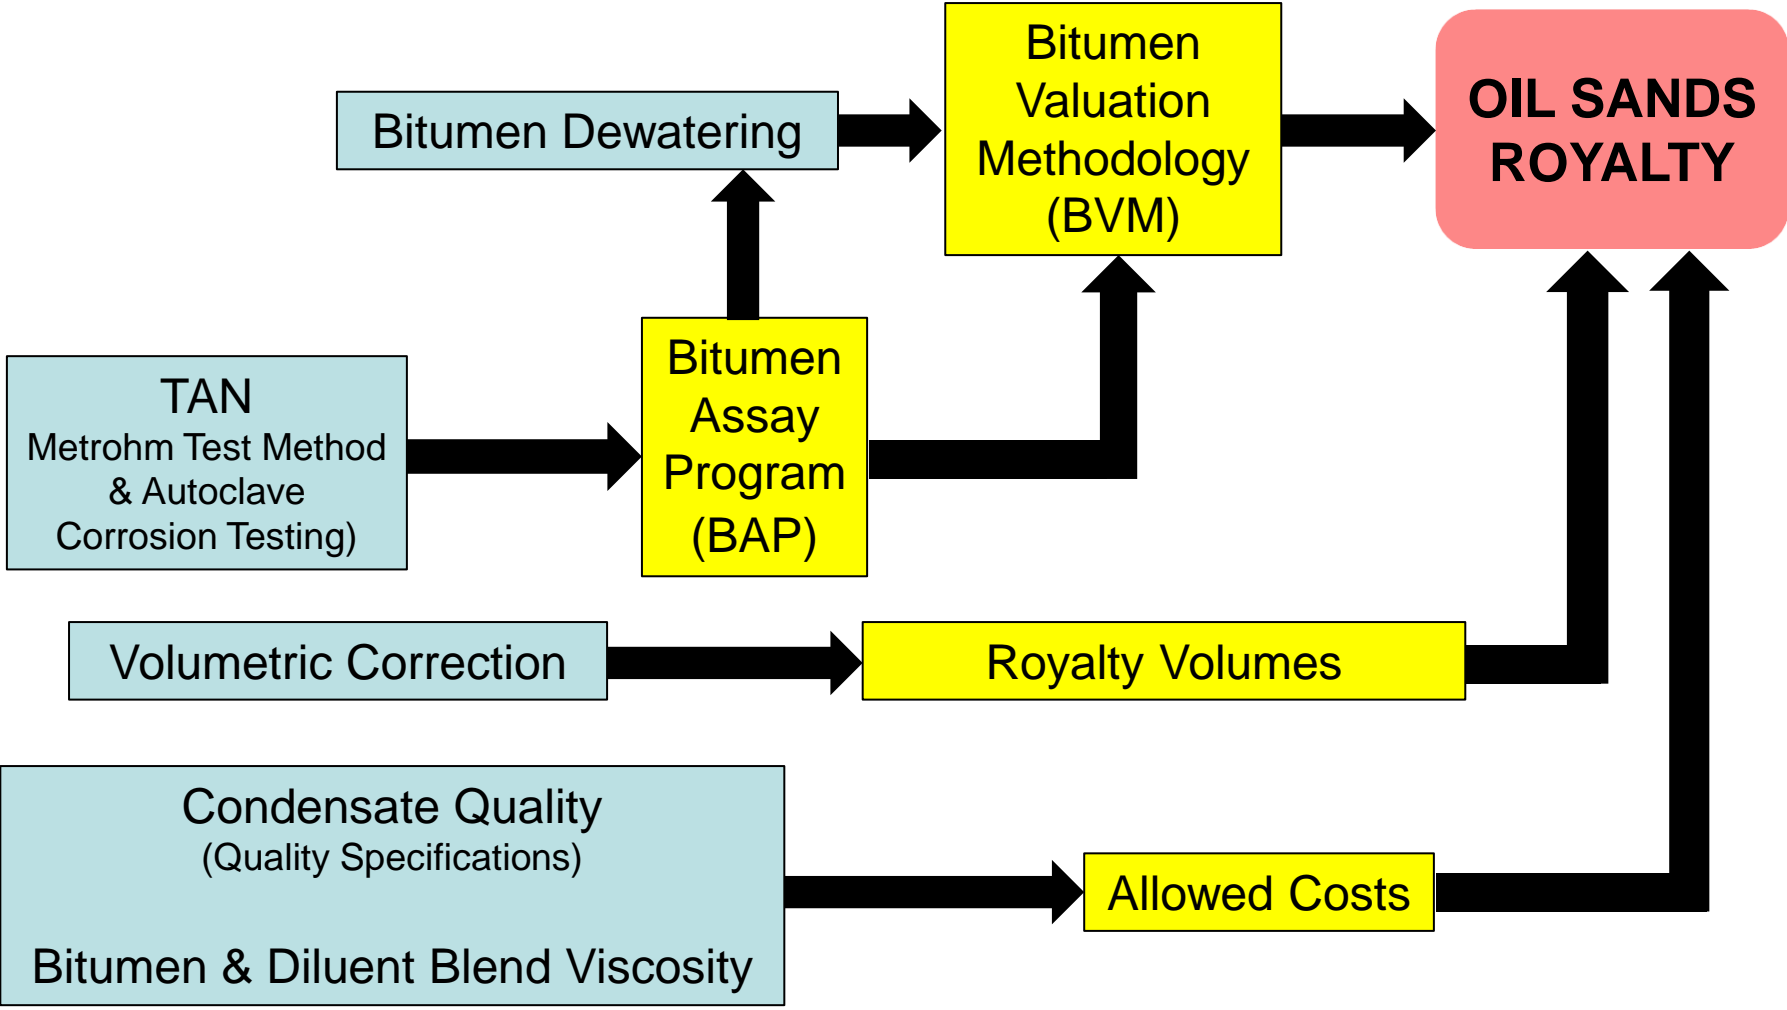 Bitumen
Valuation
Methodology
(BVM)
OIL SANDS
ROYALTY
Bitumen Dewatering
Bitumen
Assay
Program
(BAP)
TAN
Metrohm Test Method
& Autoclave
Corrosion Testing)
Volumetric Correction
Royalty Volumes
Condensate Quality
(Quality Specifications)
Bitumen & Diluent Blend Viscosity
Allowed Costs